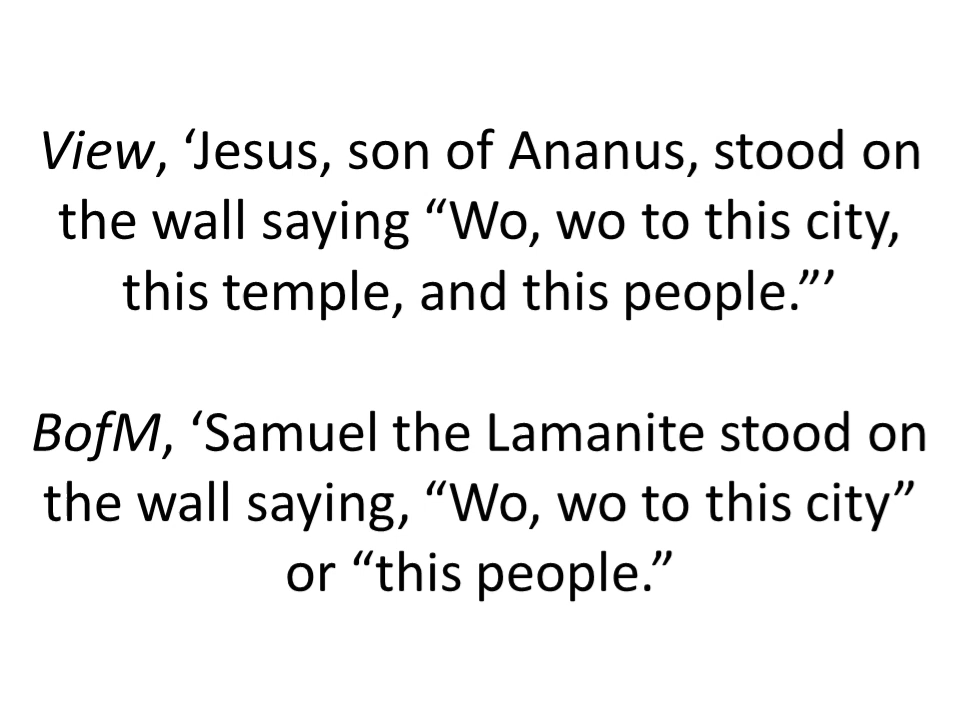 View, ‘Jesus, son of Ananus, stood on
the wall saying “Wo, wo to this city,
this temple, and this people.”’
BofM, ‘Samuel the Lamanite stood on
the wall saying, “Wo, wo to this city”
or “this people.”